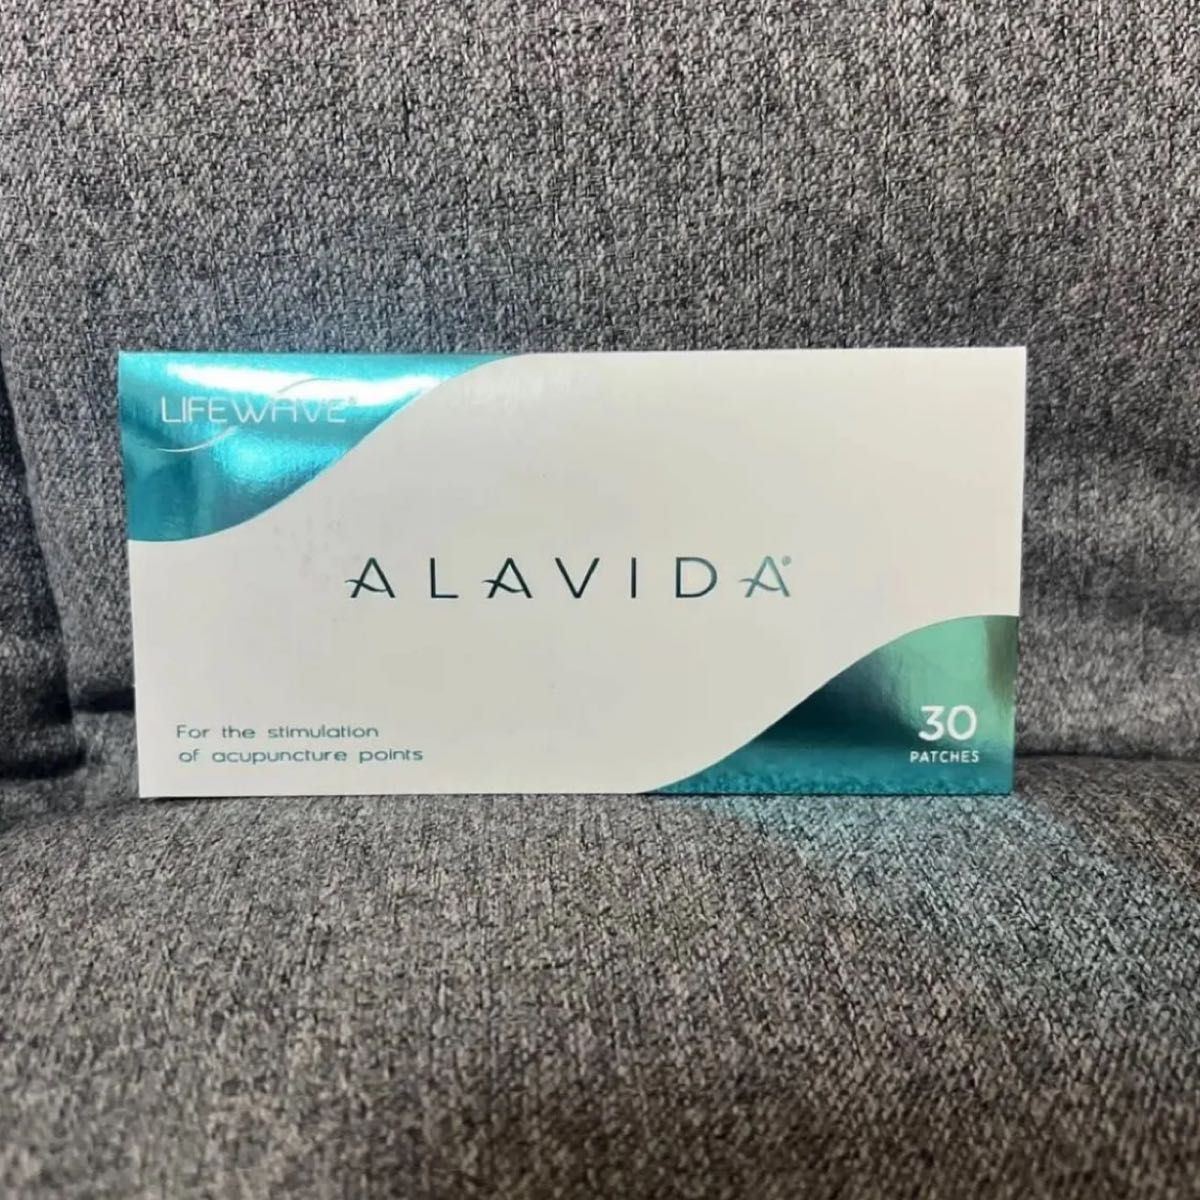 LIFEWAVE®
ALAVIDA®
For the stimulation
of acupuncture points
30
PATCHES